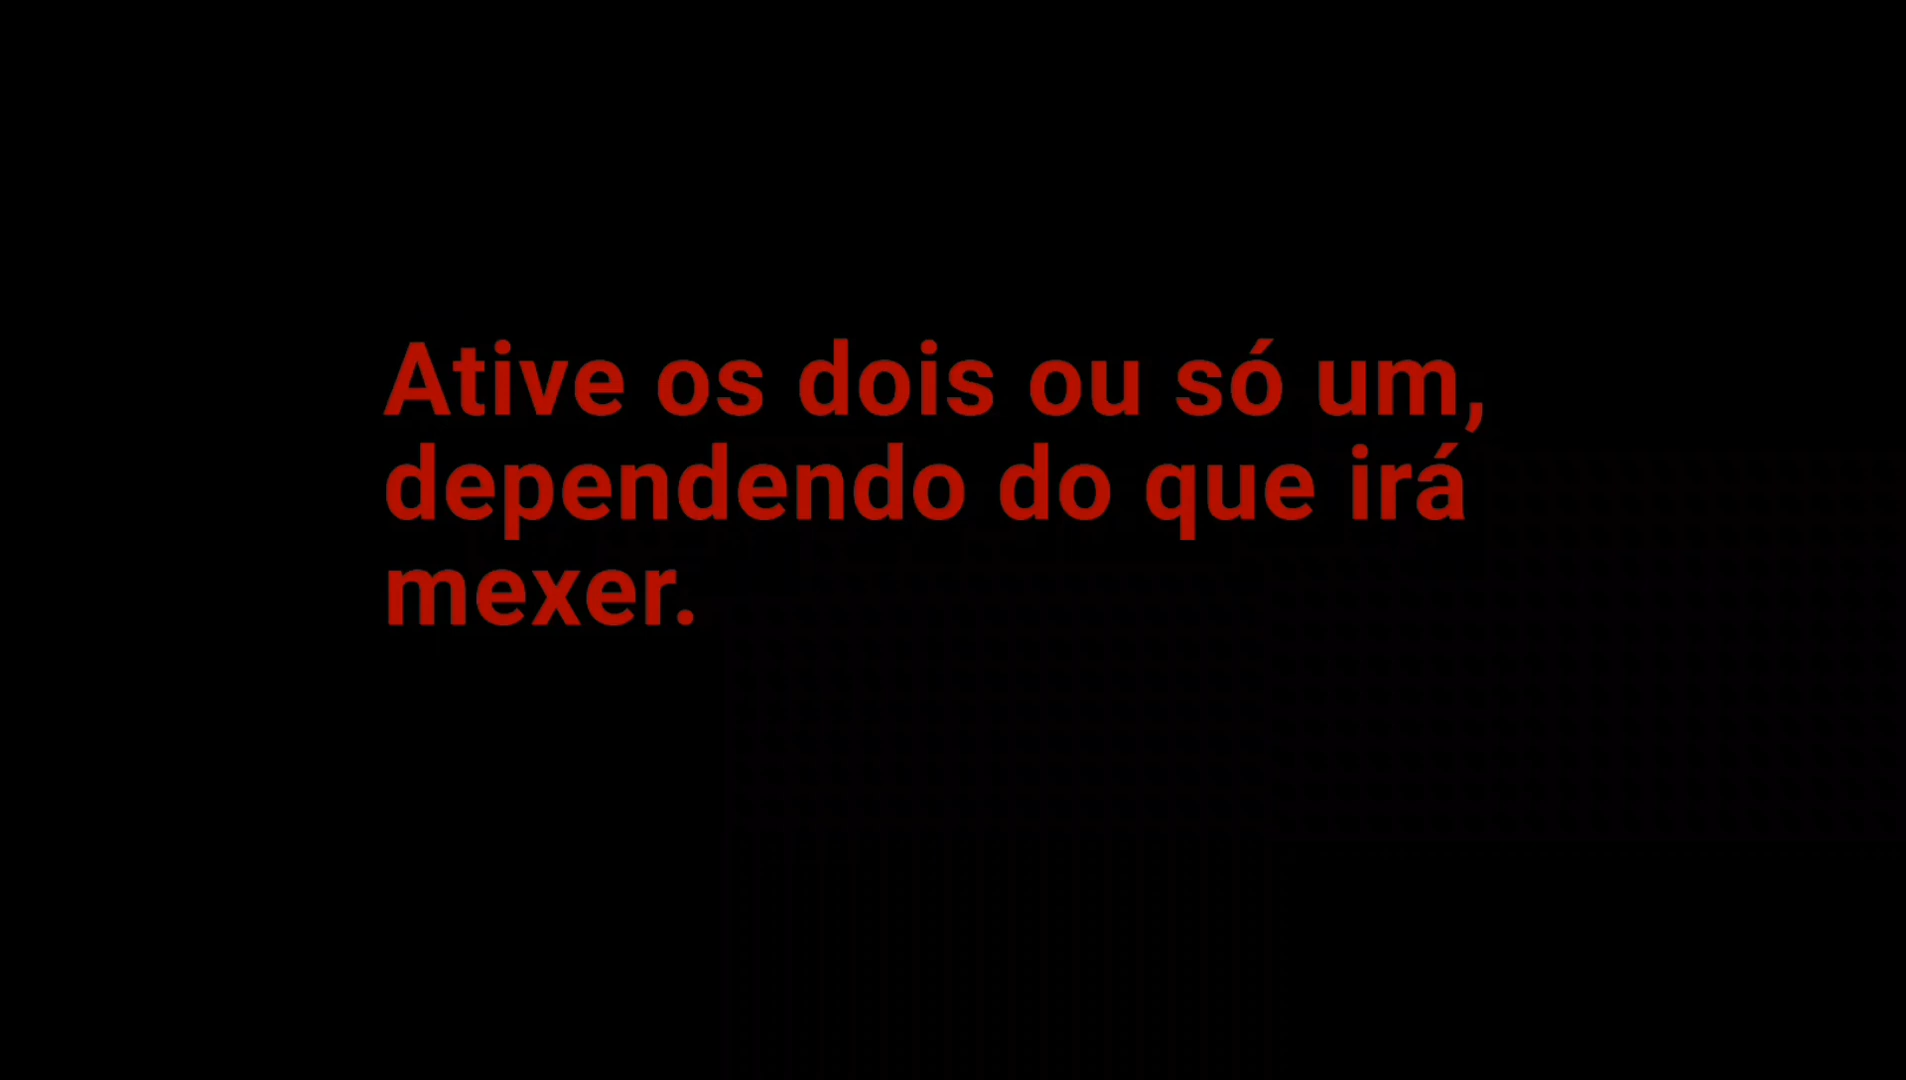 Ative os dois ou só um,
dependendo do que irá
mexer.